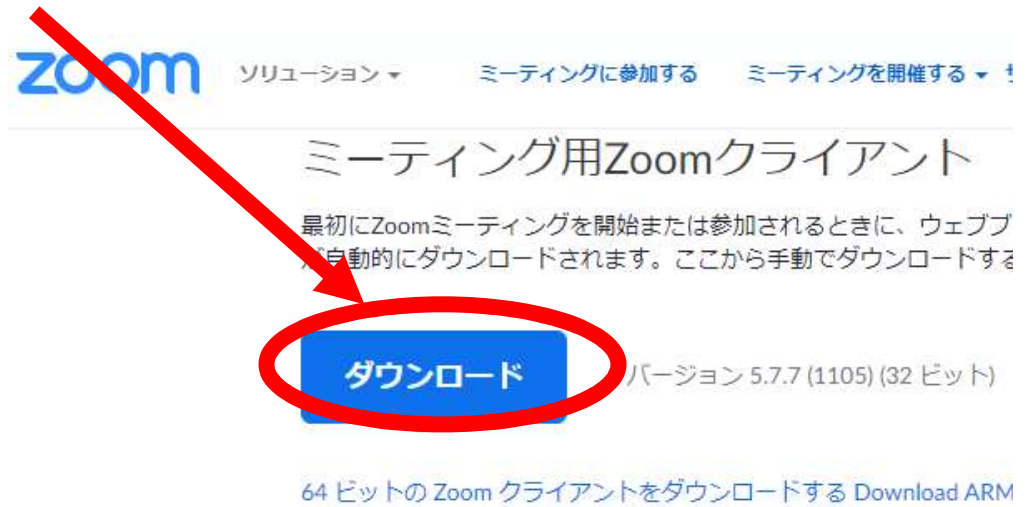 zoom ソリューション ミーティングに参加する ミーティングを開催する
ミーティング用Zoomクライアント
最初にZoomミーティングを開始または参加されるときに、ウェブブ
が自動的にダウンロードされます。ここから手動でダウンロードする
ダウンロード バージョン 5.7.7 (1105) (32 ビット)
64 ビットの Zoom クライアントをダウンロードする Download ARM